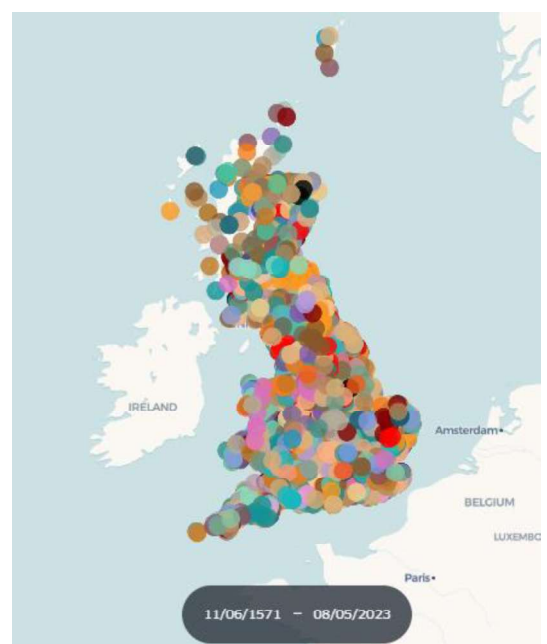 IRELAND
Amsterdam
BELGIUM
LUXEMBO
Paris
11/06/1571 – 08/05/2023